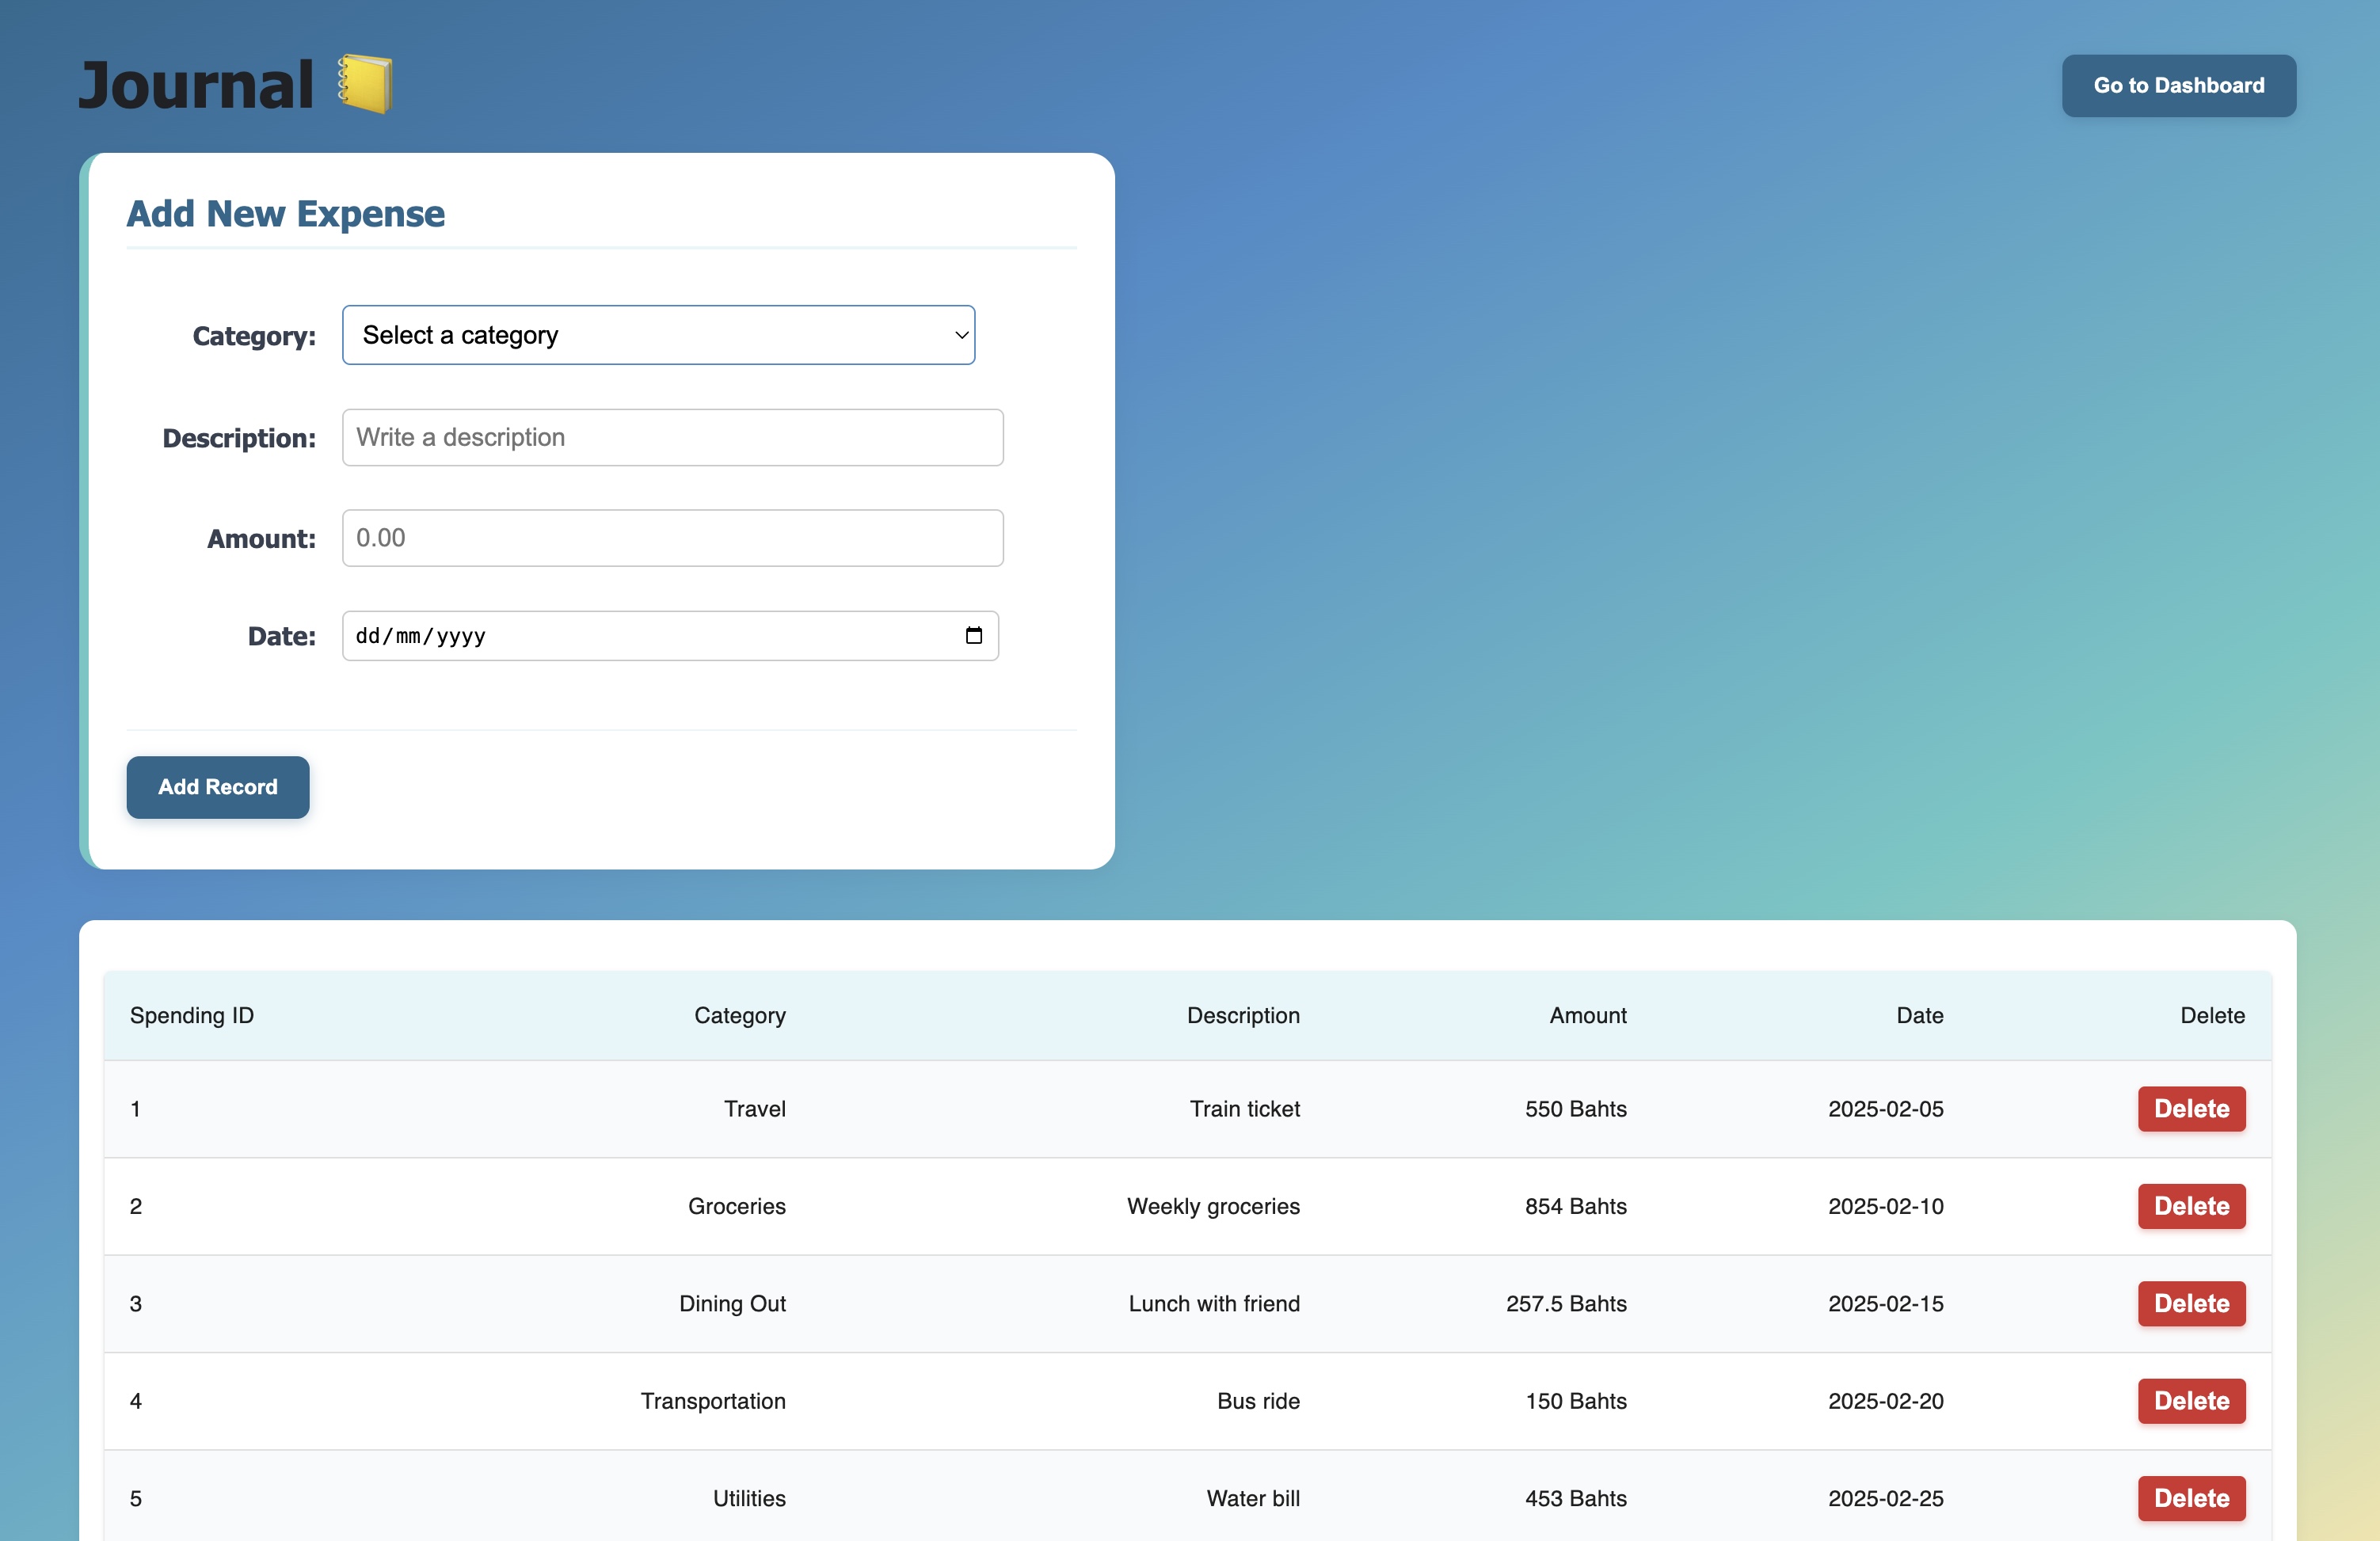 Journal
Go to Dashboard
Add New Expense
Category: Select a category
Description: Write a description
Amount: 0.00
Date: dd/mm/yyyy
Add Record
Spending ID Category Description Amount Date Delete
1 Travel Train ticket 550 Bahts 2025-02-05 Delete
2 Groceries Weekly groceries 854 Bahts 2025-02-10 Delete
3 Dining Out Lunch with friend 257.5 Bahts 2025-02-15 Delete
4 Transportation Bus ride 150 Bahts 2025-02-20 Delete
5 Utilities Water bill 453 Bahts 2025-02-25 Delete